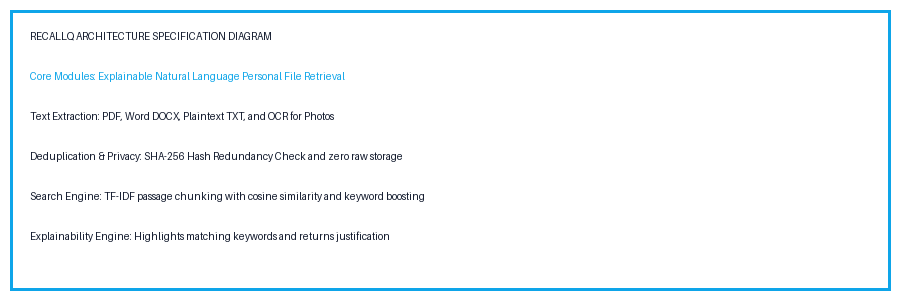 RECALLQ ARCHITECTURE SPECIFICATION DIAGRAM
Core Modules: Explainable Natural Language Personal File Retrieval
Text Extraction: PDF, Word DOCX, Plaintext TXT, and OCR for Photos
Deduplication & Privacy: SHA-256 Hash Redundancy Check and zero raw storage
Search Engine: TF-IDF passage chunking with cosine similarity and keyword boosting
Explainability Engine: Highlights matching keywords and returns justification